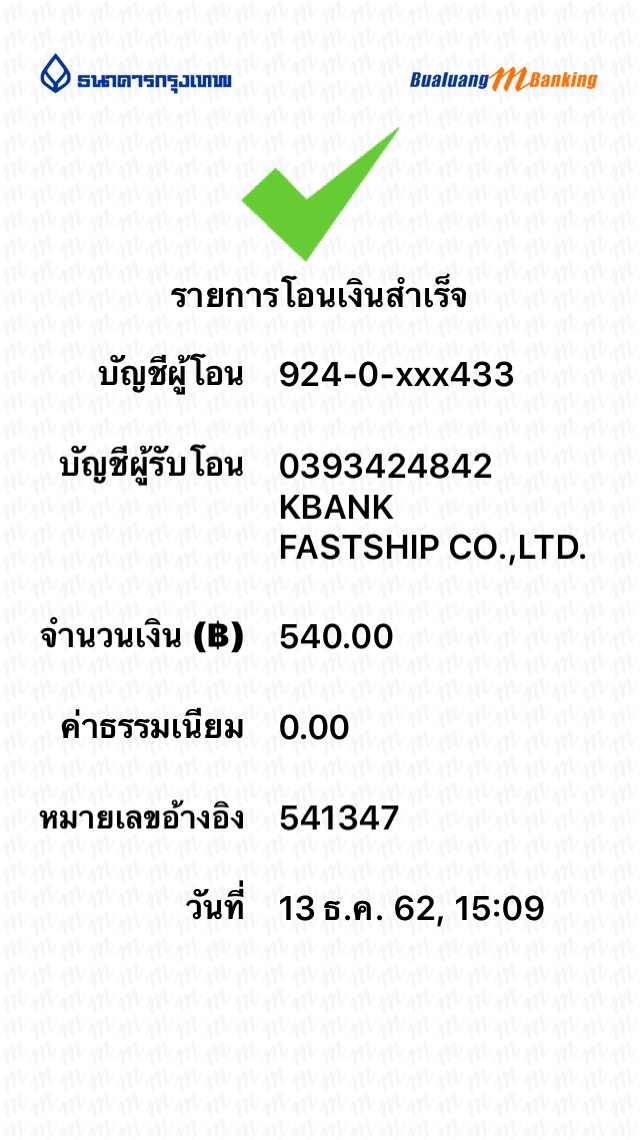 ธนาคารกรุงเทพ
Bualuang mBanking
รายการโอนเงินสำเร็จ
บัญชีผู้โอน 924-0-xxx433
บัญชีผู้รับโอน 0393424842
KBANK
FASTSHIP CO.,LTD.
จำนวนเงิน (฿) 540.00
ค่าธรรมเนียม 0.00
หมายเลขอ้างอิง 541347
วันที่ 13 ธ.ค. 62, 15:09